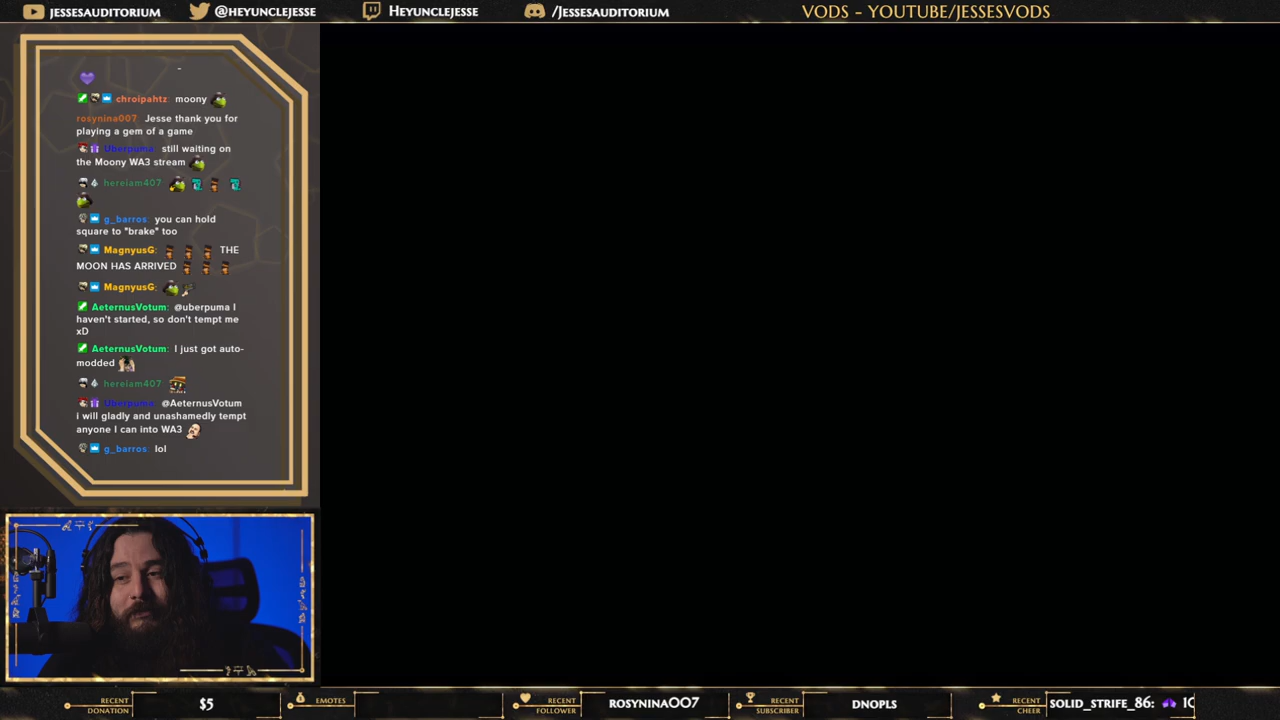 JESSESAUDITORIUM
@HEYUNCLEJESSE
HEYUNCLEJESSE
/JESSESAUDITORIUM
VODS - YOUTUBE/JESSESVODS
chroipahtz: moony
rosynina007 Jesse thank you for
playing a gem of a game
Uberpuma: still waiting on
the Moony WA3 stream
hereiam407
g_barros: you can hold
square to "brake" too
MagnyusG: THE
MOON HAS ARRIVED
MagnyusG:
AeternusVotum: @uberpuma I
haven't started, so don't tempt me
xD
AeternusVotum: I just got auto-
modded
hereiam407
Uberpuma: @AeternusVotum
i will gladly and unashamedly tempt
anyone I can into WA3
g_barros: lol
RECENT
DONATION
$5
EMOTES
RECENT
FOLLOWER
ROSYNINA007
RECENT
SUBSCRIBER
DNOPLS
RECENT
CHEER
SOLID_STRIFE_86: